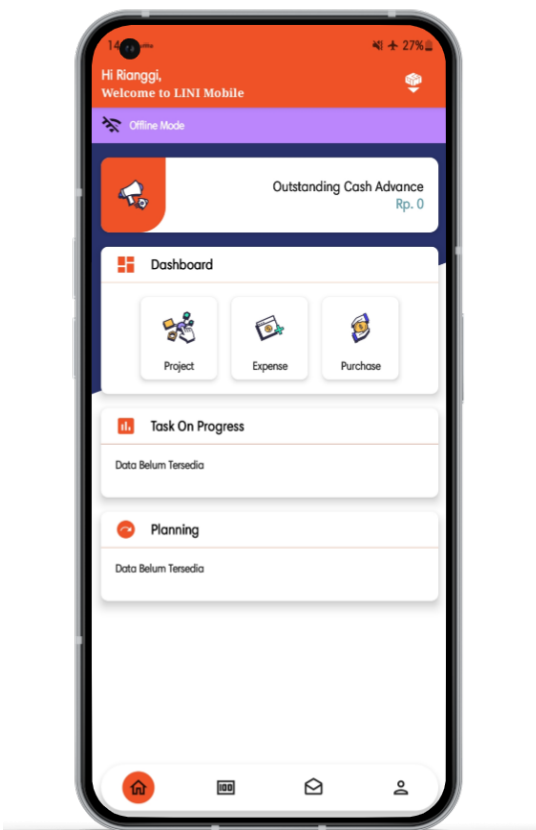 27%
Hi Rianggi,
Welcome to LINI Mobile
Offline Mode
Outstanding Cash Advance
Rp. 0
Dashboard
Project Expense Purchase
Task On Progress
Data Belum Tersedia
Planning
Data Belum Tersedia